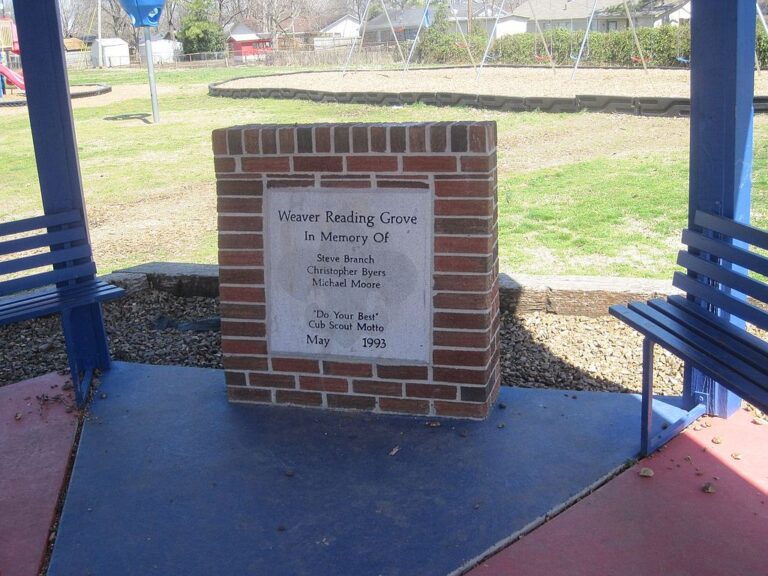 Weaver Reading Grove
In Memory Of
Steve Branch
Christopher Byers
Michael Moore
"Do Your Best"
Cub Scout Motto
May 1993